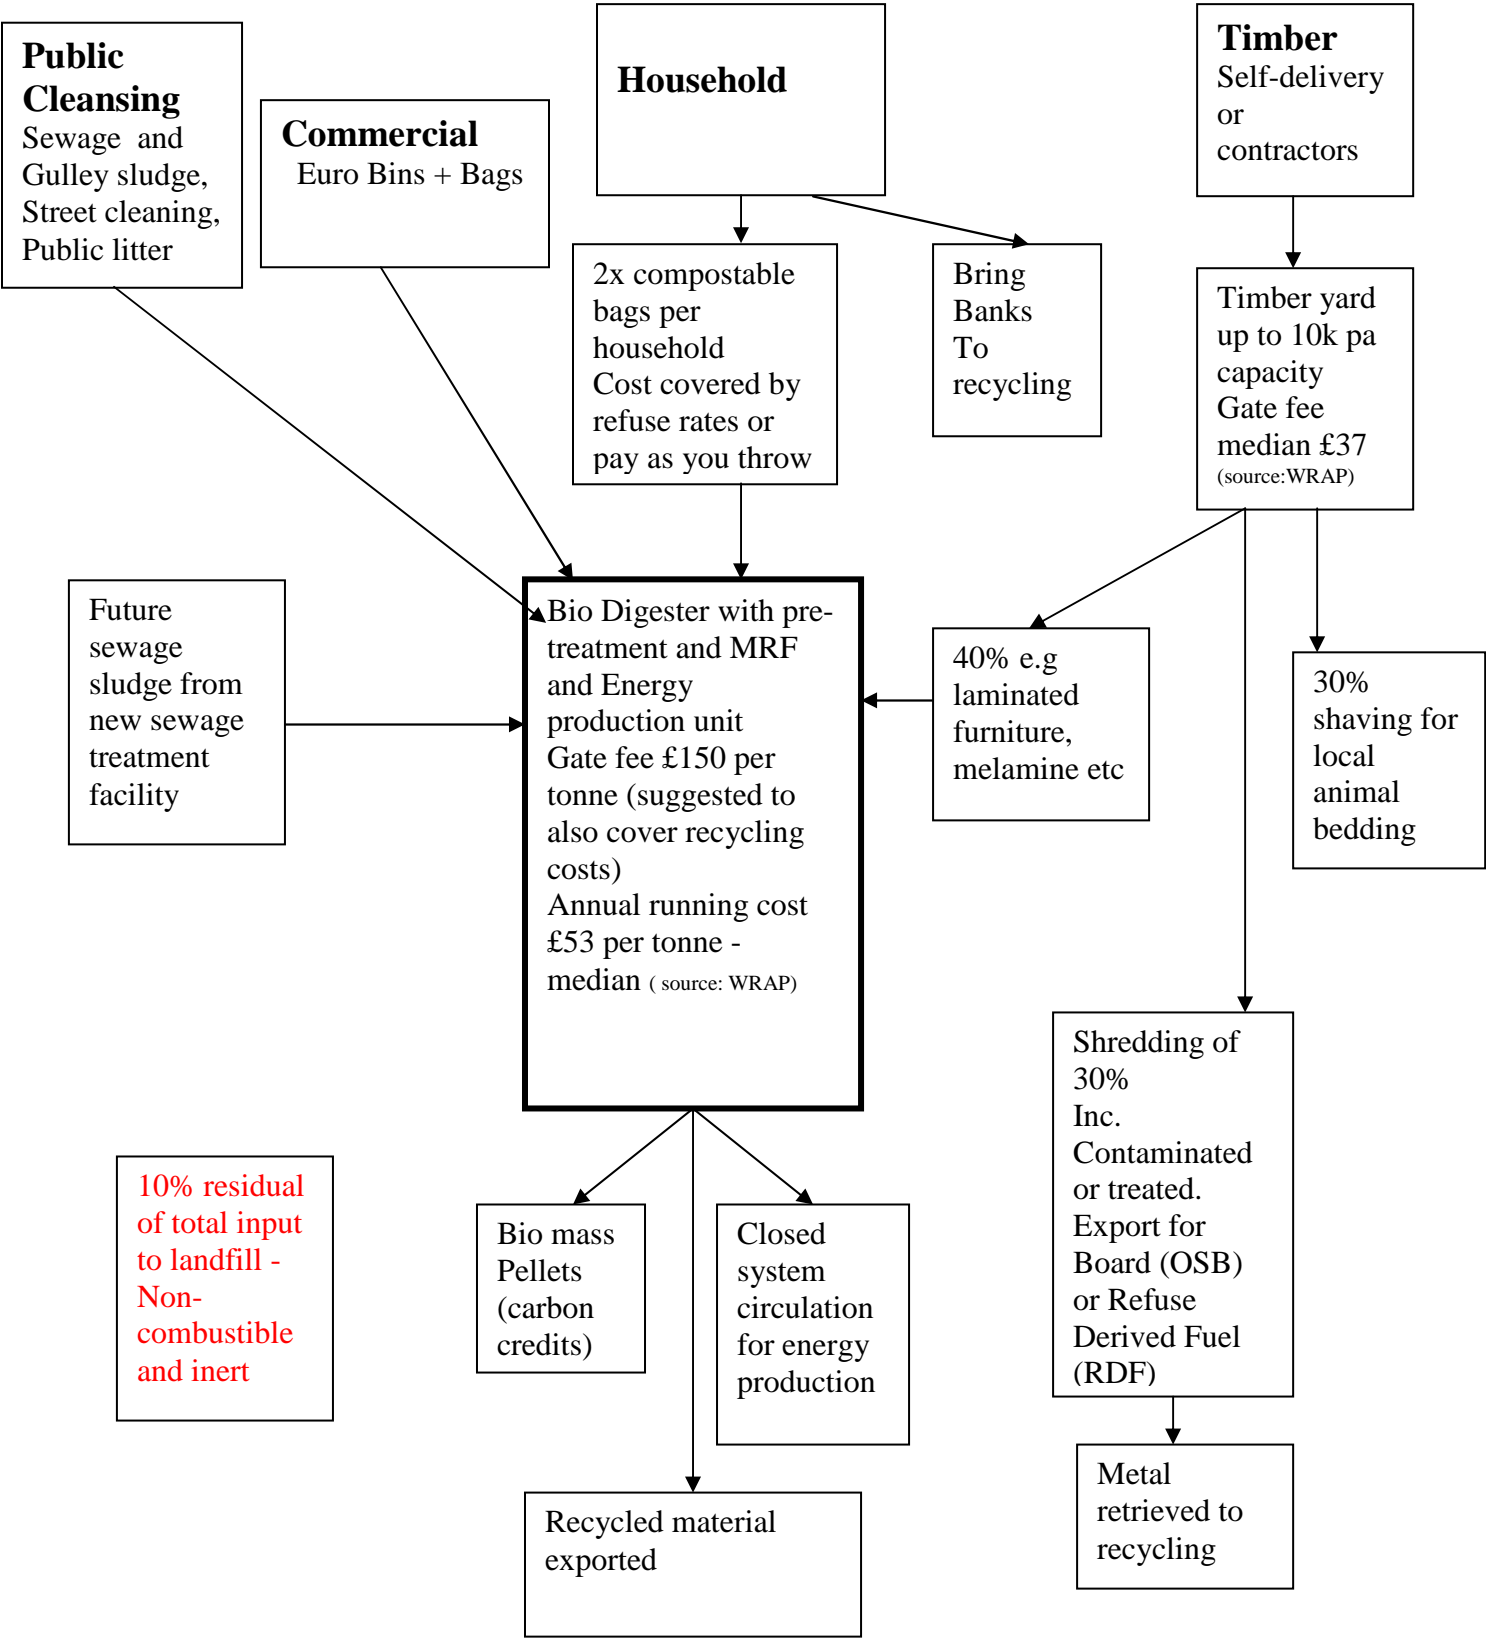 Public
Cleansing
Sewage and
Gulley sludge,
Street cleaning,
Public litter
Commercial
Euro Bins + Bags
Household
Timber
Self-delivery
or
contractors
2x compostable
bags per
household
Cost covered by
refuse rates or
pay as you throw
Bring
Banks
To
recycling
Timber yard
up to 10k pa
capacity
Gate fee
median £37
(source:WRAP)
Future
sewage
sludge from
new sewage
treatment
facility
Bio Digester with pre-
treatment and MRF
and Energy
production unit
Gate fee £150 per
tonne (suggested to
also cover recycling
costs)
Annual running cost
£53 per tonne -
median ( source: WRAP)
40% e.g
laminated
furniture,
melamine etc
30%
shaving for
local
animal
bedding
Shredding of
30%
Inc.
Contaminated
or treated.
Export for
Board (OSB)
or Refuse
Derived Fuel
(RDF)
10% residual
of total input
to landfill -
Non-
combustible
and inert
Bio mass
Pellets
(carbon
credits)
Closed
system
circulation
for energy
production
Metal
retrieved to
recycling
Recycled material
exported